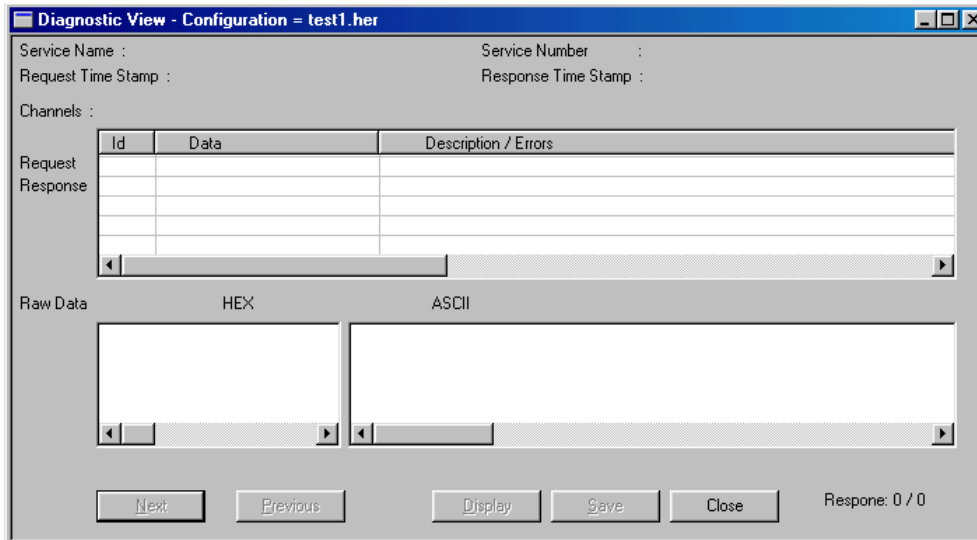 Diagnostic View - Configuration = test1.her
Service Name :
Service Number :
Request Time Stamp :
Response Time Stamp :
Channels :
Id Data Description / Errors
Request
Response
Raw Data HEX ASCII
Next Previous Display Save Close Respone: 0 / 0